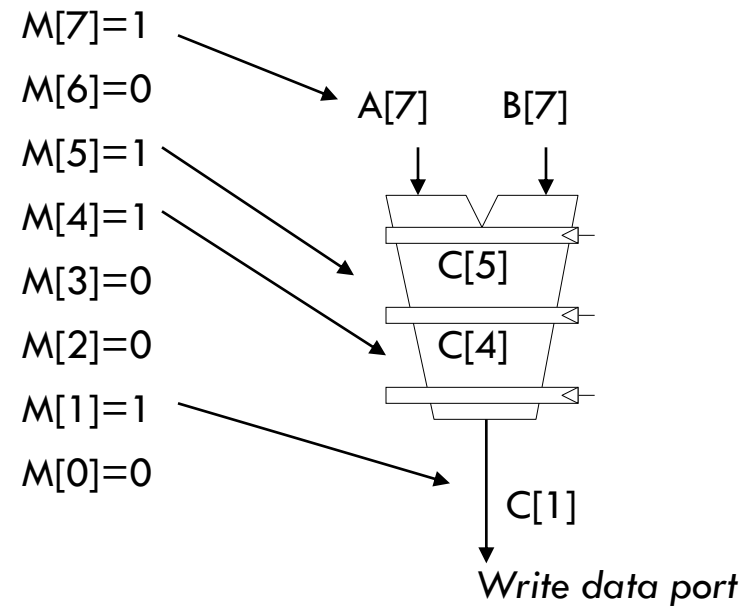 M[7]=1
M[6]=0
M[5]=1
M[4]=1
M[3]=0
M[2]=0
M[1]=1
M[0]=0
A[7] B[7]
C[5]
C[4]
C[1]
Write data port